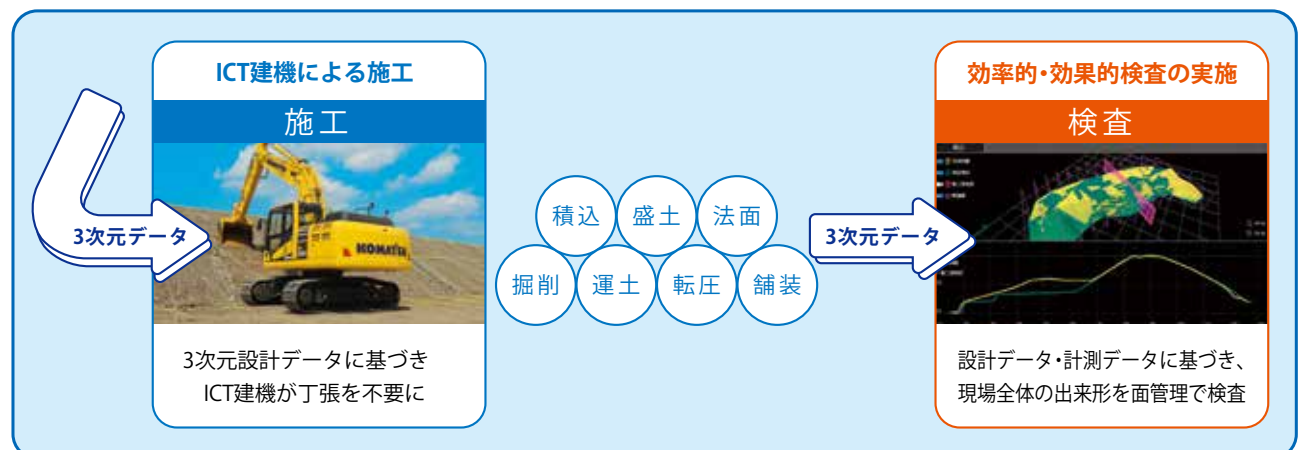 ICT建機による施工
施工
3次元データ
KOMATSU
3次元設計データに基づき
ICT建機が丁張を不要に
積込
盛土
法面
掘削
運土
転圧
舗装
3次元データ
効率的・効果的検査の実施
検査
設計データ・計測データに基づき、
現場全体の出来形を面管理で検査